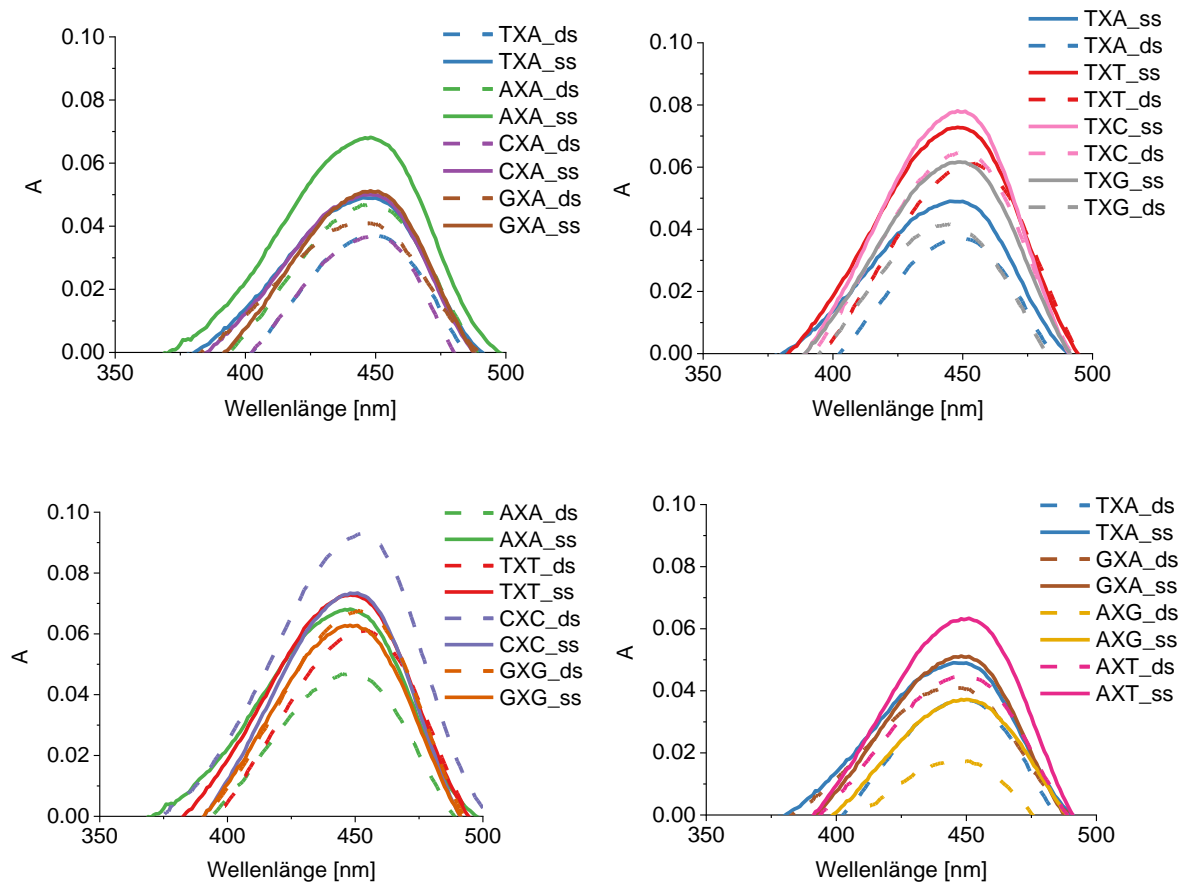 TXA_ds
TXA_ss
AXA_ds
AXA_ss
CXA_ds
CXA_ss
GXA_ds
GXA_ss
0.10
0.08
0.06
0.04
0.02
0.00
A
350
400
450
500
Wellenlänge [nm]
TXA_ss
TXA_ds
TXT_ss
TXT_ds
TXC_ss
TXC_ds
TXG_ss
TXG_ds
0.10
0.08
0.06
0.04
0.02
0.00
A
350
400
450
500
Wellenlänge [nm]
AXA_ds
AXA_ss
TXT_ds
TXT_ss
CXC_ds
CXC_ss
GXG_ds
GXG_ss
0.10
0.08
0.06
0.04
0.02
0.00
A
350
400
450
500
Wellenlänge [nm]
TXA_ds
TXA_ss
GXA_ds
GXA_ss
AXG_ds
AXG_ss
AXT_ds
AXT_ss
0.10
0.08
0.06
0.04
0.02
0.00
A
350
400
450
500
Wellenlänge [nm]